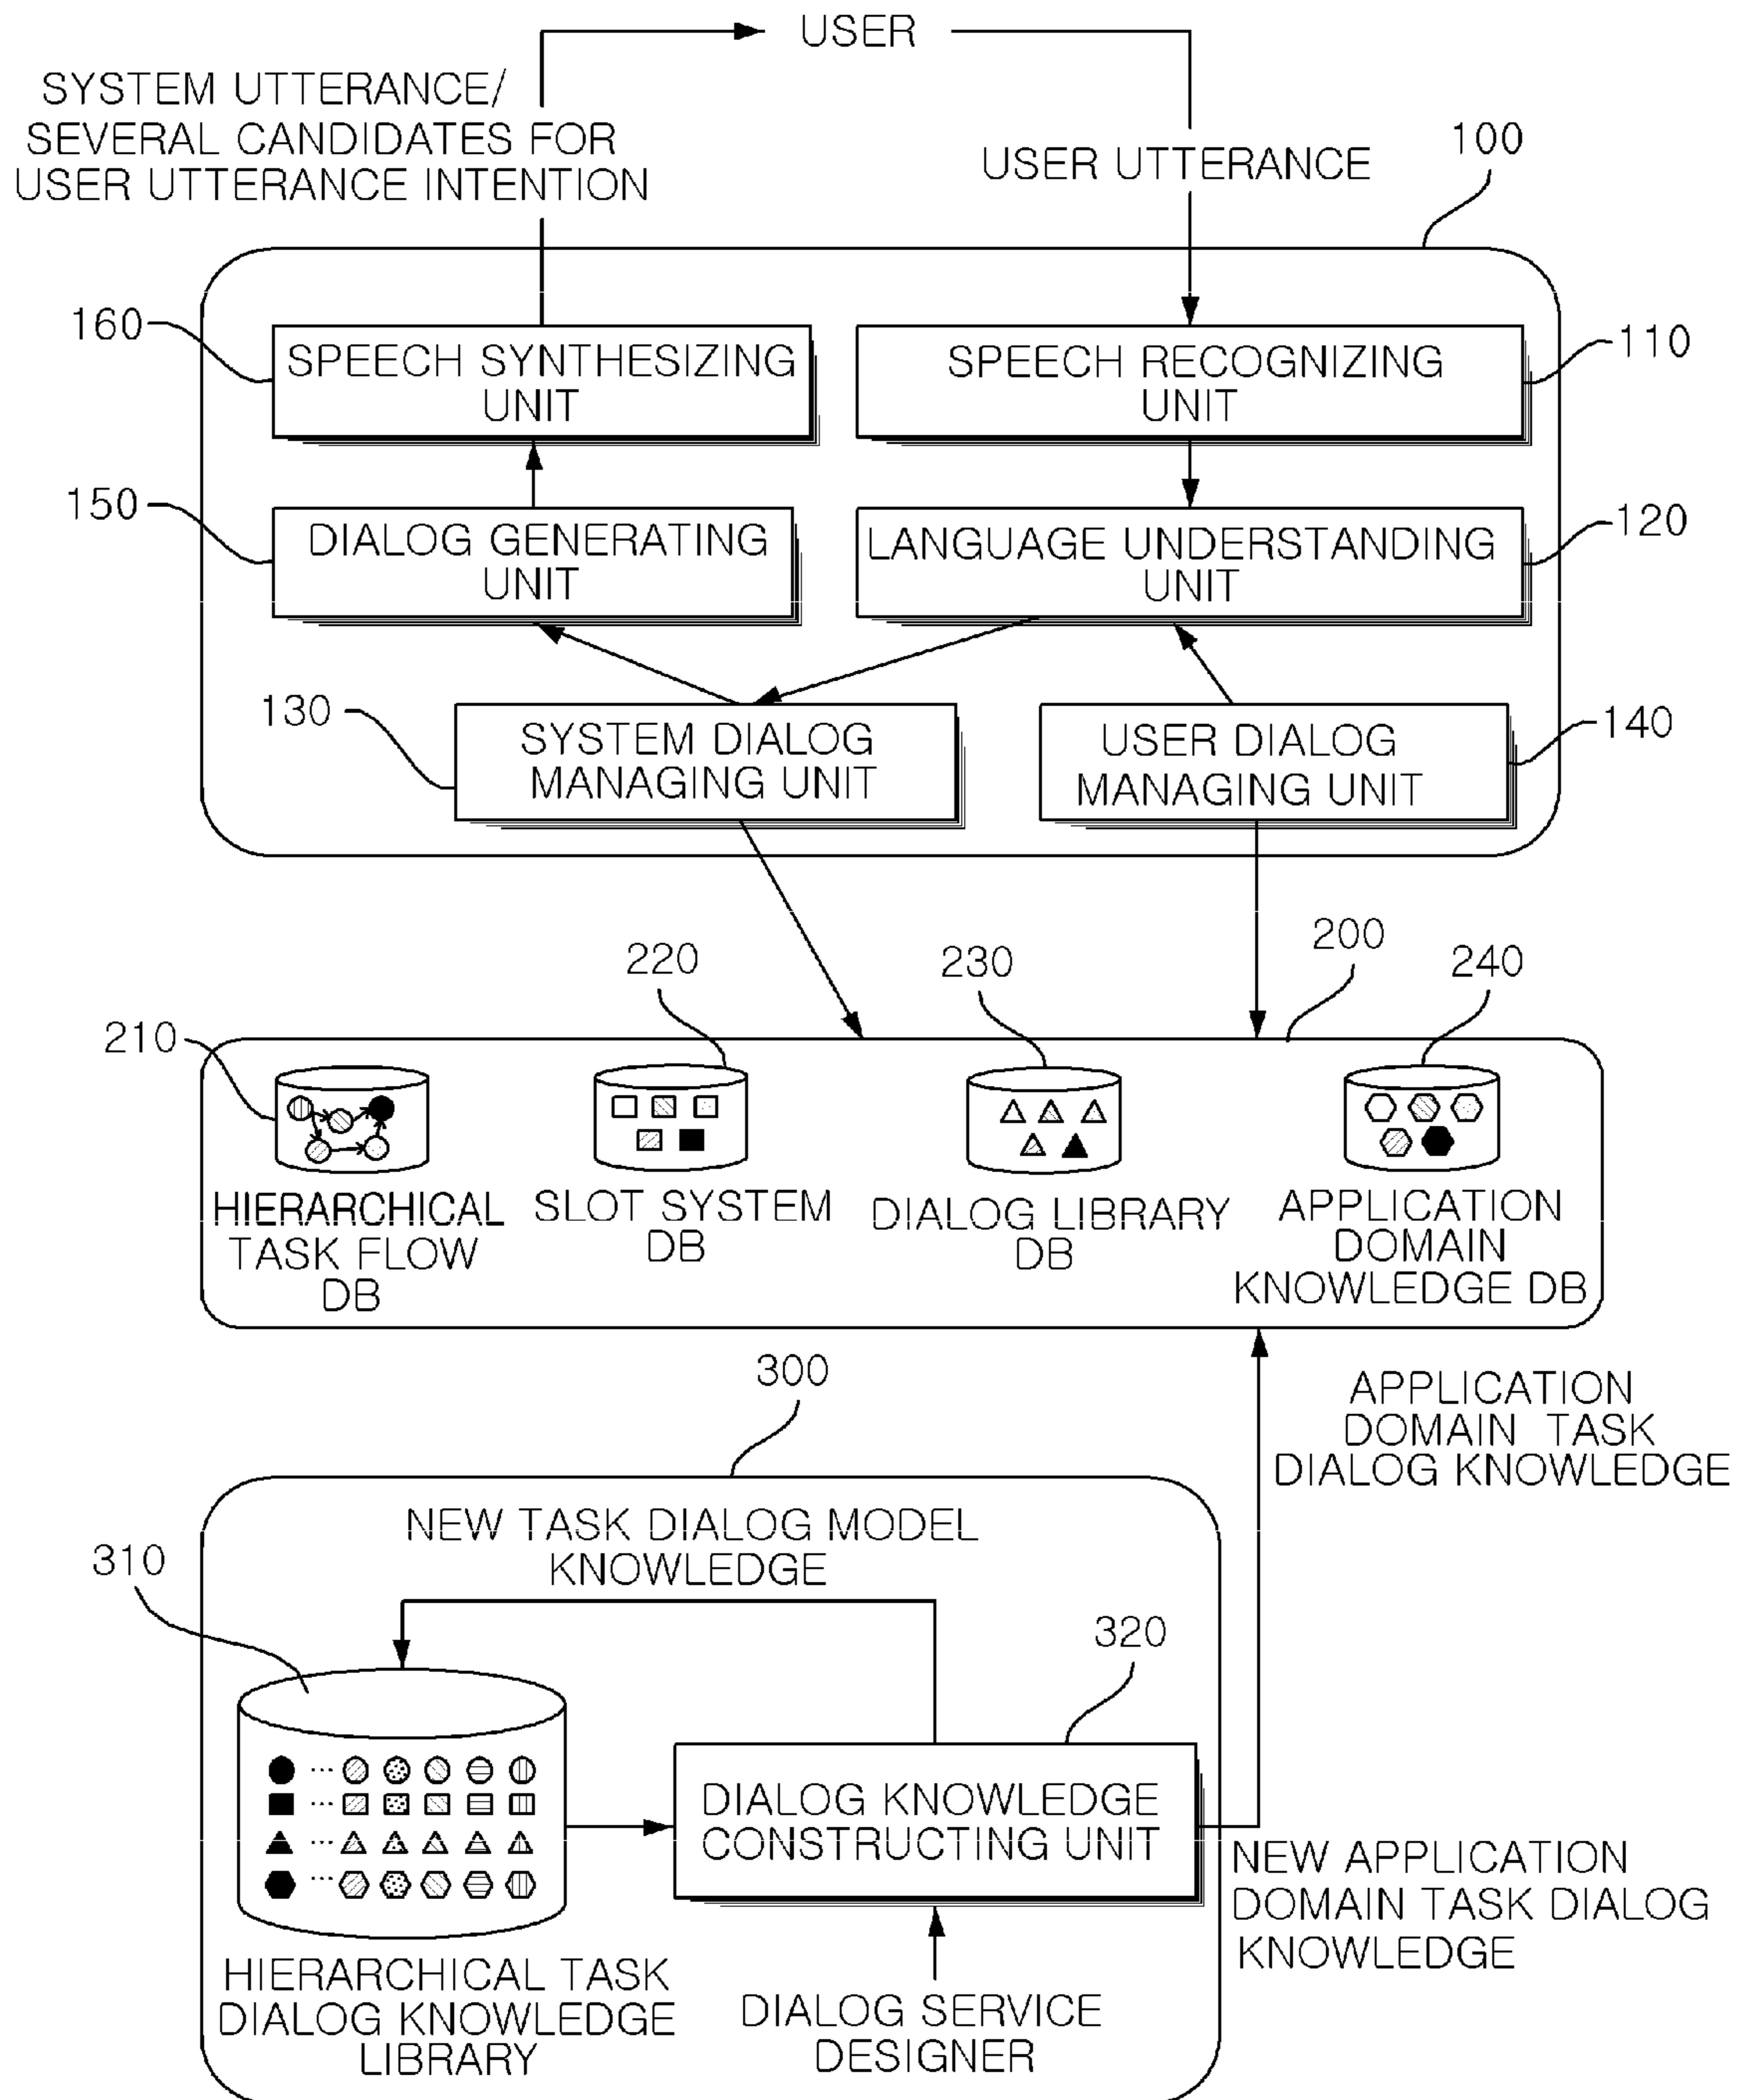 USER
SYSTEM UTTERANCE/
SEVERAL CANDIDATES FOR
USER UTTERANCE INTENTION
USER UTTERANCE
100
160
SPEECH SYNTHESIZING
UNIT
SPEECH RECOGNIZING
UNIT
110
150
DIALOG GENERATING
UNIT
LANGUAGE UNDERSTANDING
UNIT
120
130
SYSTEM DIALOG
MANAGING UNIT
USER DIALOG
MANAGING UNIT
140
200
220
230
240
210
HIERARCHICAL
TASK FLOW
DB
SLOT SYSTEM
DB
DIALOG LIBRARY
DB
APPLICATION
DOMAIN
KNOWLEDGE DB
300
APPLICATION
DOMAIN TASK
DIALOG KNOWLEDGE
NEW TASK DIALOG MODEL
KNOWLEDGE
310
320
...
...
...
...
DIALOG KNOWLEDGE
CONSTRUCTING UNIT
NEW APPLICATION
DOMAIN TASK DIALOG
KNOWLEDGE
HIERARCHICAL TASK
DIALOG KNOWLEDGE
LIBRARY
DIALOG SERVICE
DESIGNER